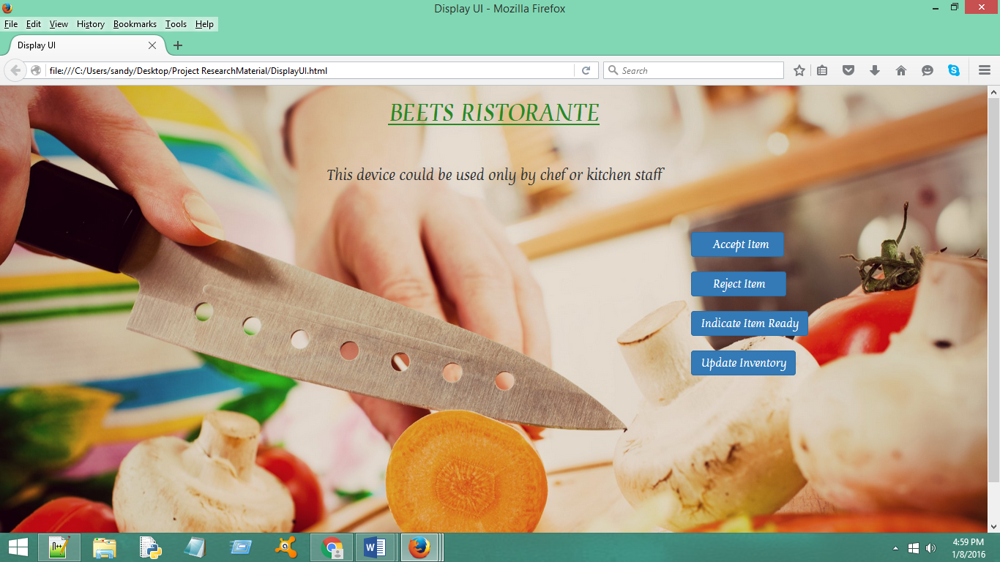 Display UI - Mozilla Firefox
File Edit View History Bookmarks Tools Help
Display UI
file:///C:/Users/sandy/Desktop/Project ResearchMaterial/DisplayUI.html
Search
BEETS RISTORANTE
This device could be used only by chef or kitchen staff
Accept Item
Reject Item
Indicate Item Ready
Update Inventory
4:59 PM
1/8/2016